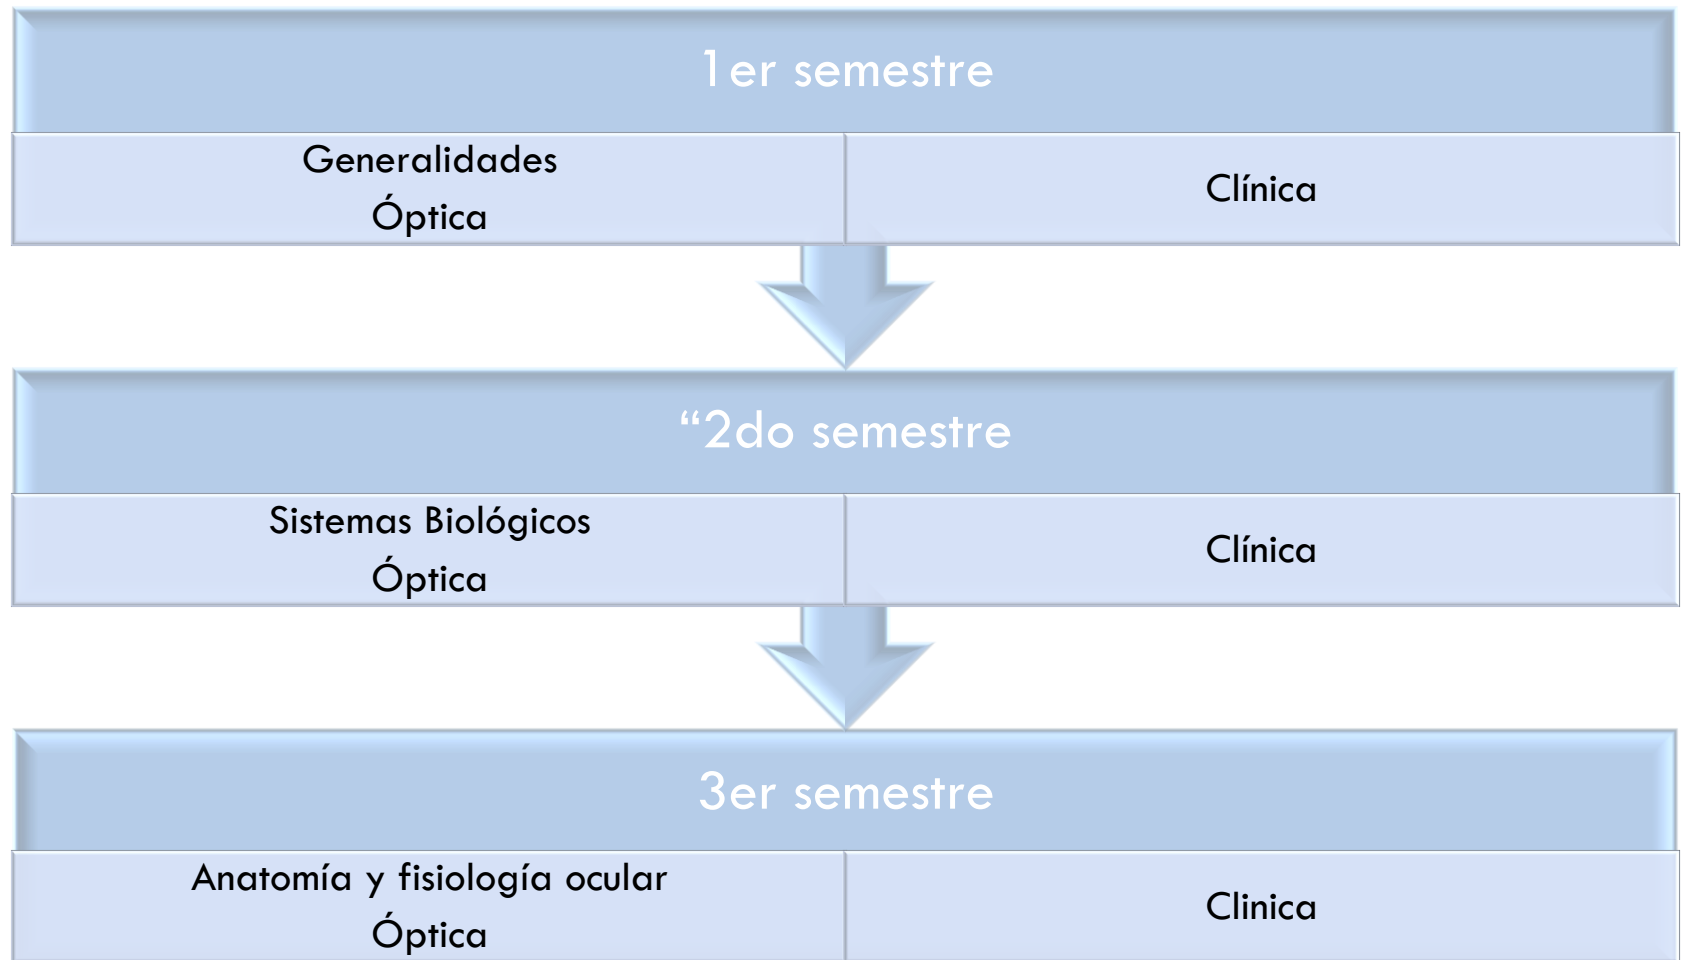 1er semestre
Generalidades
Óptica
Clínica
“2do semestre
Sistemas Biológicos
Óptica
Clínica
3er semestre
Anatomía y fisiología ocular
Óptica
Clinica